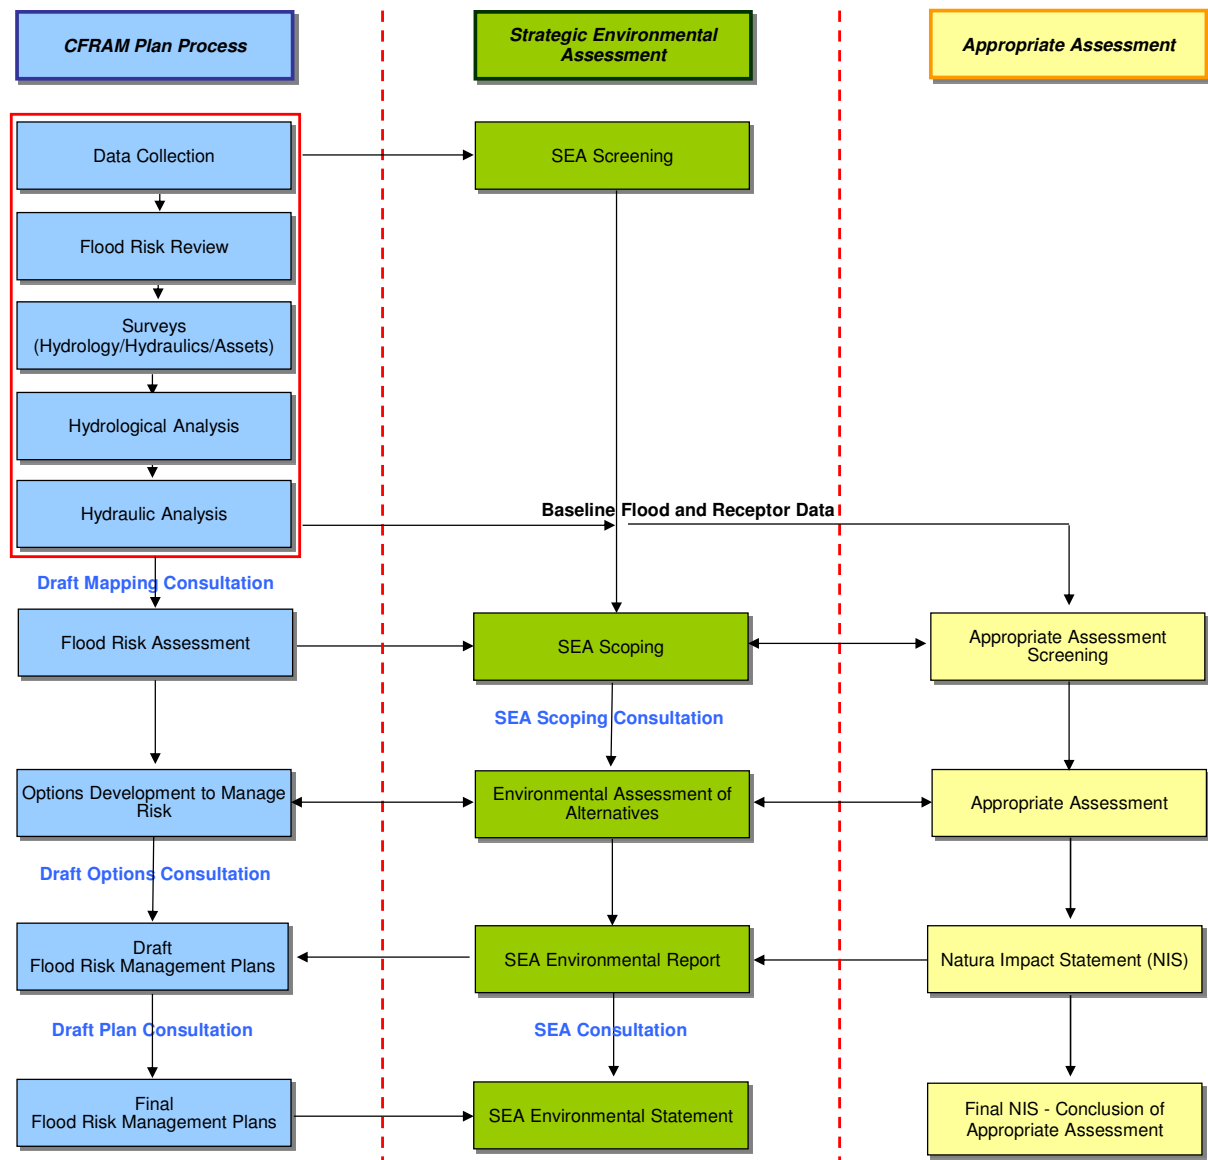 CFRAM Plan Process
Strategic Environmental
Assessment
Appropriate Assessment
Data Collection
SEA Screening
Flood Risk Review
Surveys
(Hydrology/Hydraulics/Assets)
Hydrological Analysis
Hydraulic Analysis
Baseline Flood and Receptor Data
Draft Mapping Consultation
Flood Risk Assessment
SEA Scoping
Appropriate Assessment
Screening
SEA Scoping Consultation
Options Development to Manage
Risk
Environmental Assessment of
Alternatives
Appropriate Assessment
Draft Options Consultation
Draft
Flood Risk Management Plans
SEA Environmental Report
Natura Impact Statement (NIS)
Draft Plan Consultation
SEA Consultation
Final
Flood Risk Management Plans
SEA Environmental Statement
Final NIS - Conclusion of
Appropriate Assessment